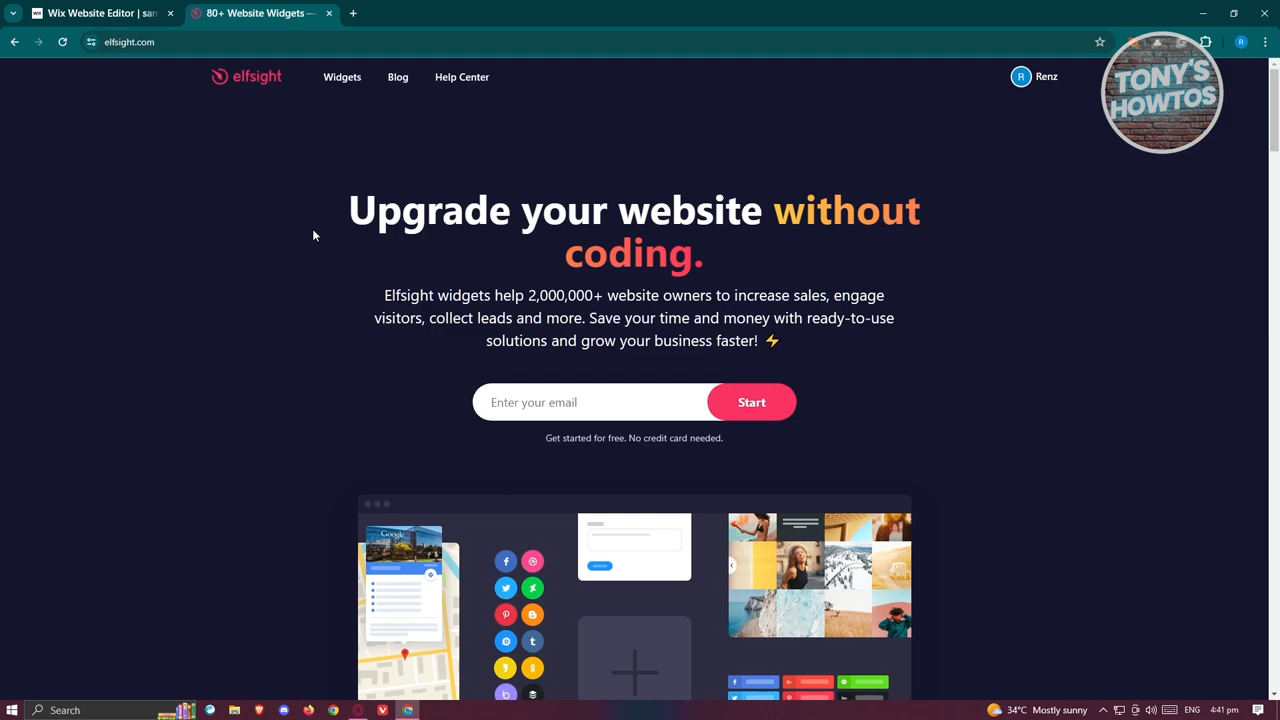 Wix Website Editor | san
80+ Website Widgets —
elfsight.com
elfsight
Widgets
Blog
Help Center
R
Renz
TONY'S
HOWTOS
Upgrade your website without
coding.
Elfsight widgets help 2,000,000+ website owners to increase sales, engage
visitors, collect leads and more. Save your time and money with ready-to-use
solutions and grow your business faster! ⚡
Enter your email
Start
Get started for free. No credit card needed.
Google
Search
34°C Mostly sunny
ENG
4:41 pm